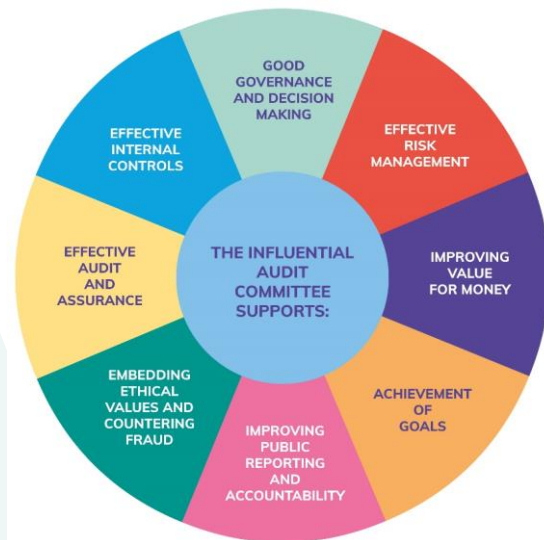 GOOD
GOVERNANCE
AND DECISION
MAKING
EFFECTIVE
RISK
MANAGEMENT
IMPROVING
VALUE
FOR MONEY
ACHIEVEMENT
OF
GOALS
IMPROVING
PUBLIC
REPORTING
AND
ACCOUNTABILITY
EMBEDDING
ETHICAL
VALUES AND
COUNTERING
FRAUD
EFFECTIVE
AUDIT
AND
ASSURANCE
EFFECTIVE
INTERNAL
CONTROLS
THE INFLUENTIAL
AUDIT
COMMITTEE
SUPPORTS: